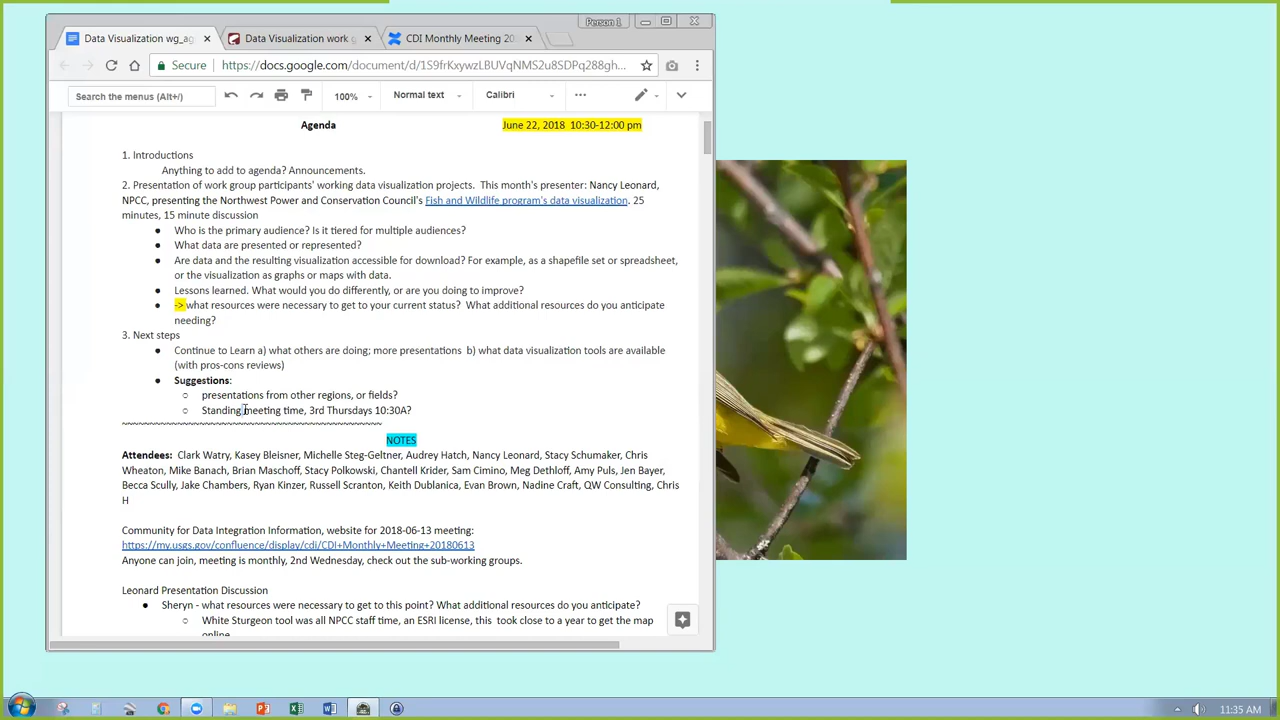 Person 1
Data Visualization wg_ag
Data Visualization work g
CDI Monthly Meeting 20
Secure
https://docs.google.com/document/d/1S9frKxywzLBUVqNMS2u8SDPq288gh...
Search the menus (Alt+/)
100%
Normal text
Calibri
Agenda
June 22, 2018 10:30-12:00 pm
1. Introductions
Anything to add to agenda? Announcements.
2. Presentation of work group participants' working data visualization projects. This month's presenter: Nancy Leonard,
NPCC, presenting the Northwest Power and Conservation Council's Fish and Wildlife program's data visualization. 25
minutes, 15 minute discussion
● Who is the primary audience? Is it tiered for multiple audiences?
● What data are presented or represented?
● Are data and the resulting visualization accessible for download? For example, as a shapefile set or spreadsheet,
or the visualization as graphs or maps with data.
● Lessons learned. What would you do differently, or are you doing to improve?
● -> what resources were necessary to get to your current status? What additional resources do you anticipate
needing?
3. Next steps
● Continue to Learn a) what others are doing; more presentations b) what data visualization tools are available
(with pros-cons reviews)
● Suggestions:
○ presentations from other regions, or fields?
○ Standing meeting time, 3rd Thursdays 10:30A?
~~~~~~~~~~~~~~~~~~~~~~~~~~~~~~~~~~~~~~~~~~~~
NOTES
Attendees: Clark Watry, Kasey Bleisner, Michelle Steg-Geltner, Audrey Hatch, Nancy Leonard, Stacy Schumaker, Chris
Wheaton, Mike Banach, Brian Maschoff, Stacy Polkowski, Chantell Krider, Sam Cimino, Meg Dethloff, Amy Puls, Jen Bayer,
Becca Scully, Jake Chambers, Ryan Kinzer, Russell Scranton, Keith Dublanica, Evan Brown, Nadine Craft, QW Consulting, Chris
H
Community for Data Integration Information, website for 2018-06-13 meeting:
https://my.usgs.gov/confluence/display/cdi/CDI+Monthly+Meeting+20180613
Anyone can join, meeting is monthly, 2nd Wednesday, check out the sub-working groups.
Leonard Presentation Discussion
● Sheryn - what resources were necessary to get to this point? What additional resources do you anticipate?
○ White Sturgeon tool was all NPCC staff time, an ESRI license, this took close to a year to get the map
online
11:35 AM